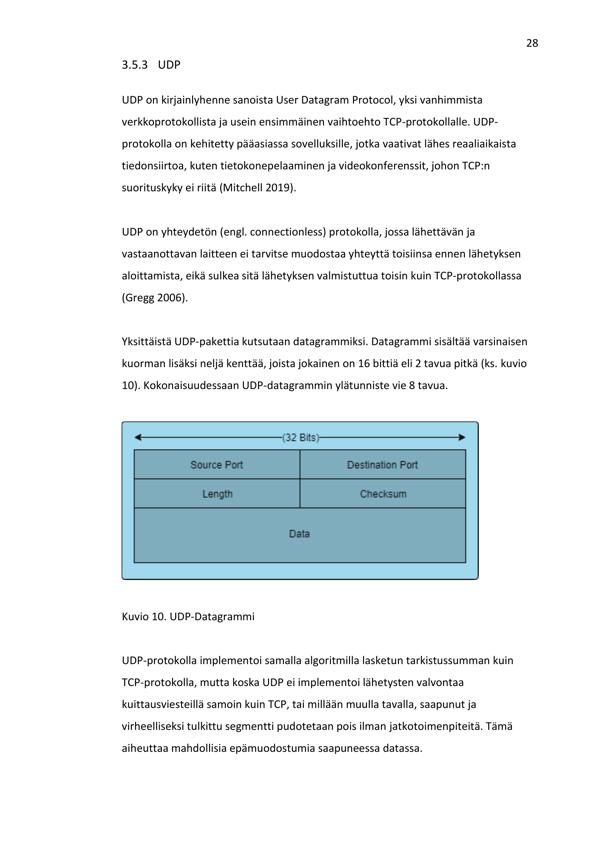 28
3.5.3 UDP
UDP on kirjainlyhenne sanoista User Datagram Protocol, yksi vanhimmista
verkkoprotokollista ja usein ensimmäinen vaihtoehto TCP-protokollalle. UDP-
protokolla on kehitetty pääasiassa sovelluksille, jotka vaativat lähes reaaliaikaista
tiedonsiirtoa, kuten tietokonepelaaminen ja videokonferenssit, johon TCP:n
suorituskyky ei riitä (Mitchell 2019).
UDP on yhteydetön (engl. connectionless) protokolla, jossa lähettävän ja
vastaanottavan laitteen ei tarvitse muodostaa yhteyttä toisiinsa ennen lähetyksen
aloittamista, eikä sulkea sitä lähetyksen valmistuttua toisin kuin TCP-protokollassa
(Gregg 2006).
Yksittäistä UDP-pakettia kutsutaan datagrammiksi. Datagrammi sisältää varsinaisen
kuorman lisäksi neljä kenttää, joista jokainen on 16 bittiä eli 2 tavua pitkä (ks. kuvio
10). Kokonaisuudessaan UDP-datagrammin ylätunniste vie 8 tavua.
(32 Bits)
Source Port Destination Port
Length Checksum
Data
Kuvio 10. UDP-Datagrammi
UDP-protokolla implementoi samalla algoritmilla lasketun tarkistussumman kuin
TCP-protokolla, mutta koska UDP ei implementoi lähetysten valvontaa
kuittausviesteillä samoin kuin TCP, tai millään muulla tavalla, saapunut ja
virheelliseksi tulkittu segmentti pudotetaan pois ilman jatkotoimenpiteitä. Tämä
aiheuttaa mahdollisia epämuodostumia saapuneessa datassa.